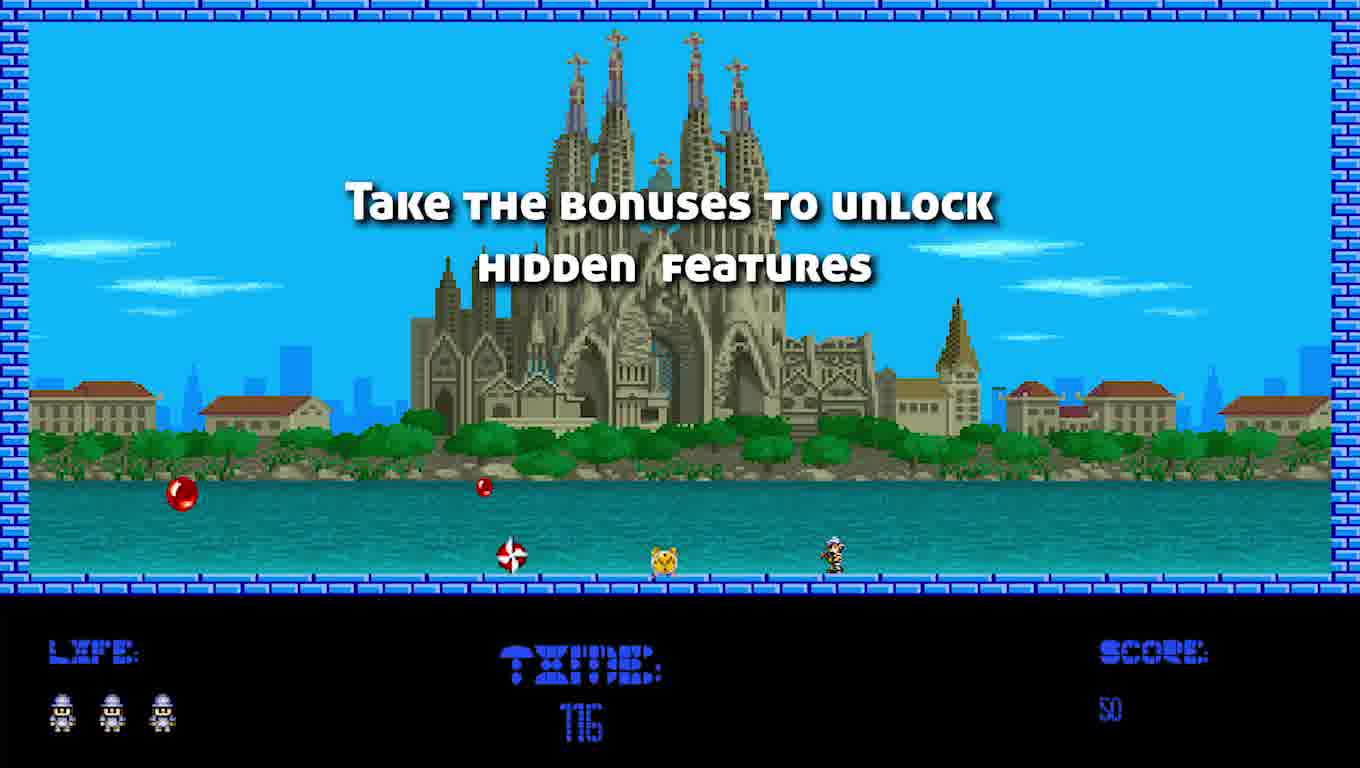 Take the bonuses to unlock
hidden features
LIFE:
TIME:
SCORE:
116
50